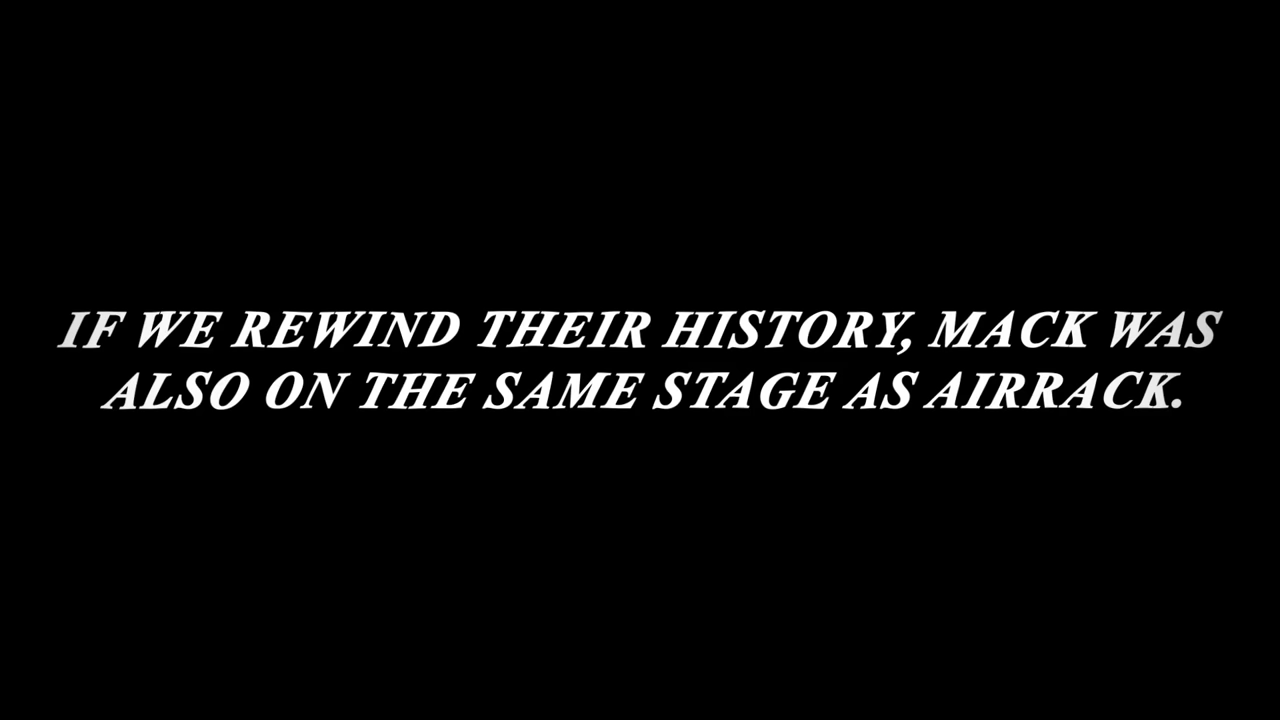 IF WE REWIND THEIR HISTORY, MACK WAS
ALSO ON THE SAME STAGE AS AIRRACK.